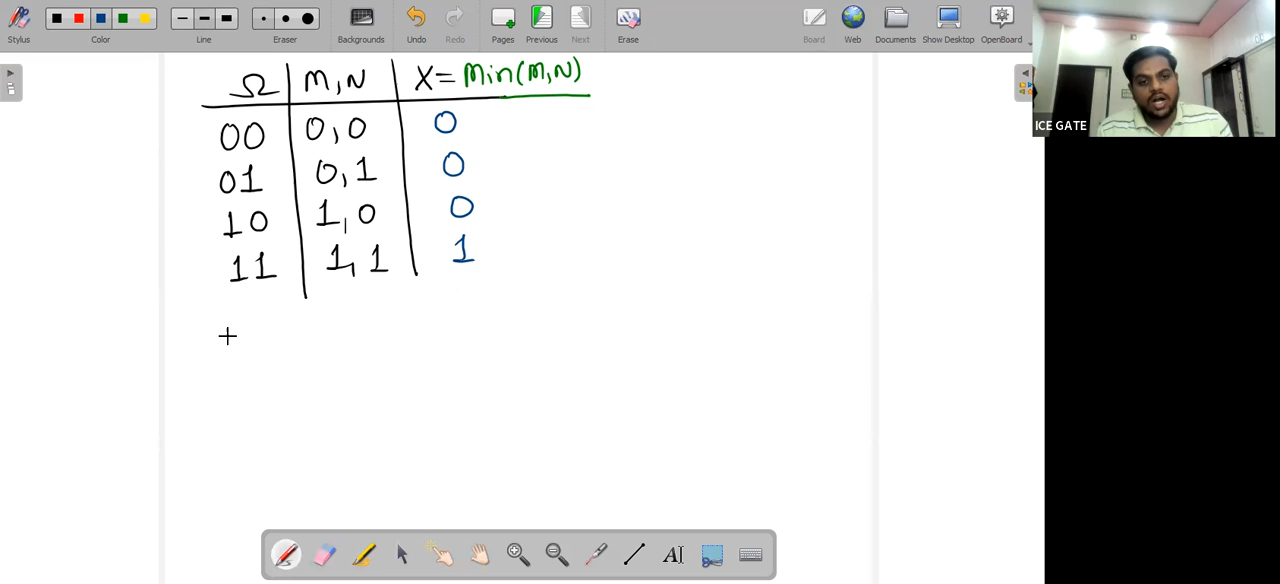 Stylus
Color
Line
Eraser
Backgrounds
Undo
Redo
Pages
Previous
Next
Erase
Board
Web
Documents
Show Desktop
OpenBoard
Ω | M,N | X = Min(M,N)
00 | 0,0 | 0
01 | 0,1 | 0
10 | 1,0 | 0
11 | 1,1 | 1
ICE GATE
A